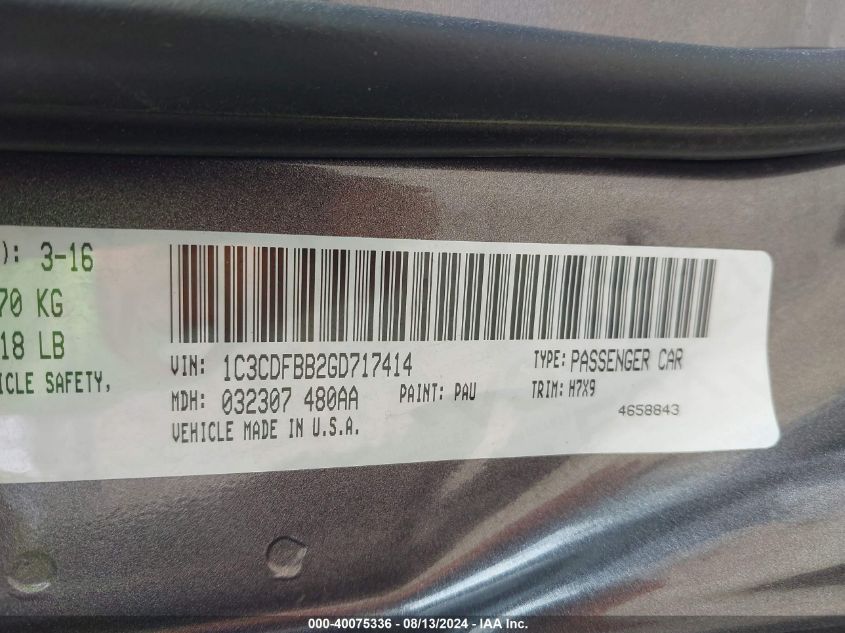 ): 3-16
70 KG
18 LB
ICLE SAFETY,
VIN: 1C3CDFBB2GD717414 TYPE: PASSENGER CAR
MDH: 032307 480AA PAINT: PAU TRIM: H7X9
VEHICLE MADE IN U.S.A. 4658843
000-40075336 - 08/13/2024 - IAA Inc.